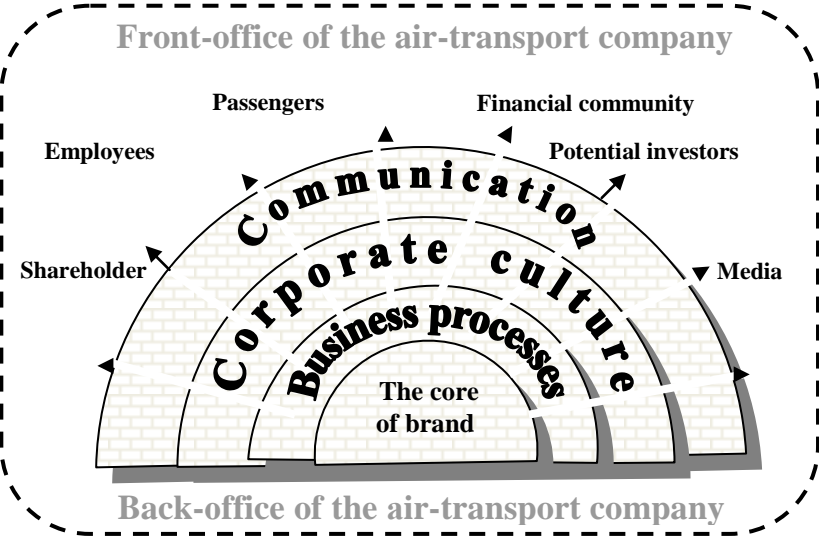 Front-office of the air-transport company
Passengers
Financial community
Employees
Potential investors
Communication
Shareholder
Corporate culture
Media
Business processes
The core
of brand
Back-office of the air-transport company